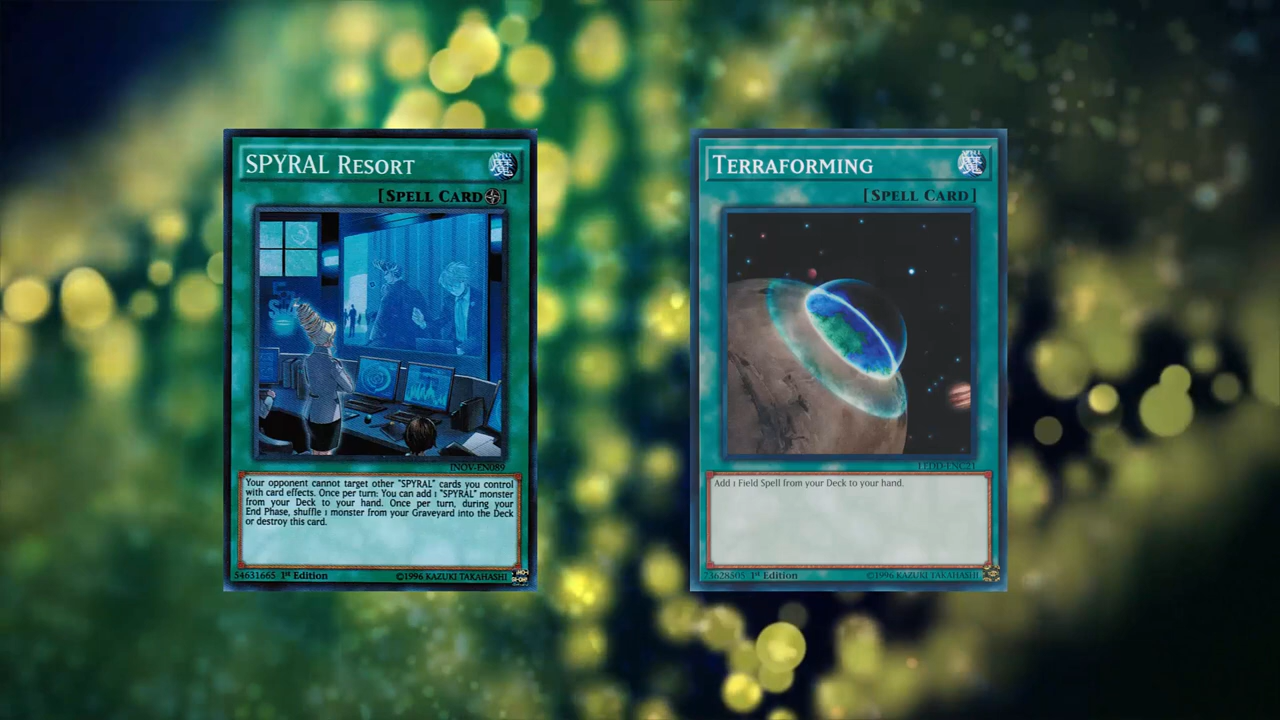 SPYRAL Resort
[Spell Card]
INOV-EN089
Your opponent cannot target other "SPYRAL" cards you control
with card effects. Once per turn: You can add 1 "SPYRAL" monster
from your Deck to your hand. Once per turn, during your
End Phase, shuffle 1 monster from your Graveyard into the Deck
or destroy this card.
54631665 1st Edition ©1996 KAZUKI TAKAHASHI
Terraforming
[Spell Card]
LEDD-ENC21
Add 1 Field Spell from your Deck to your hand.
73628505 1st Edition ©1996 KAZUKI TAKAHASHI